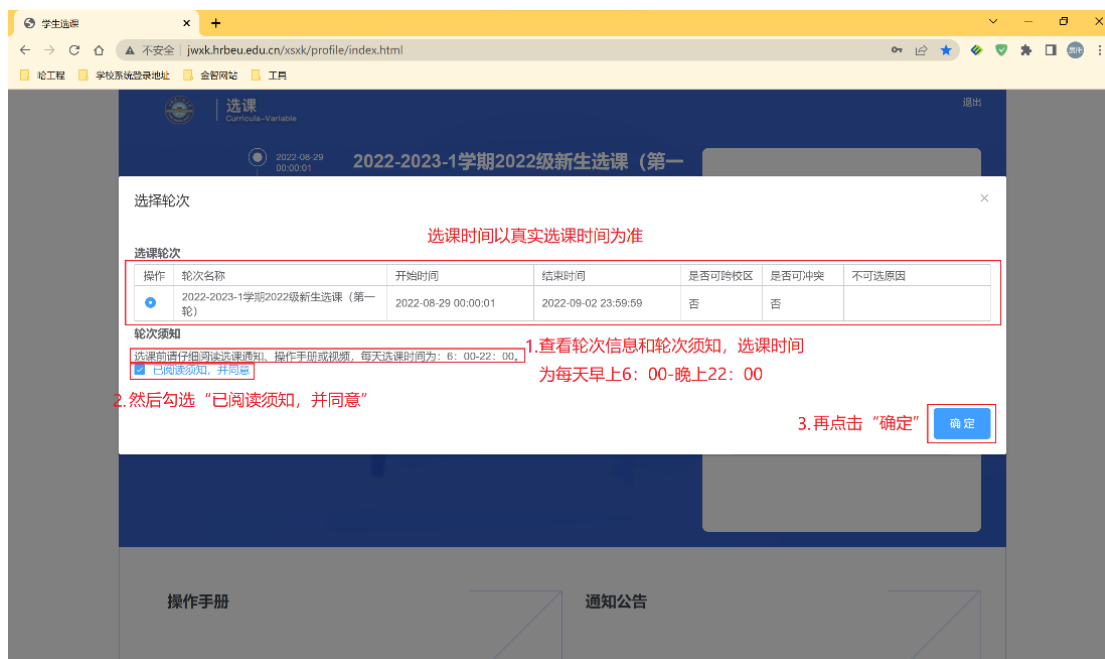 学生选课
不安全 jwxk.hrbeu.edu.cn/xsxk/profile/index.html
哈工程 学校系统登录地址 金智网站 工具
选课
Curricula-Variable
退出
2022-08-29
00:00:01
2022-2023-1学期2022级新生选课（第一
选择轮次
选课时间以真实选课时间为准
选课轮次
操作 轮次名称 开始时间 结束时间 是否可跨校区 是否可冲突 不可选原因
2022-2023-1学期2022级新生选课（第一
轮） 2022-08-29 00:00:01 2022-09-02 23:59:59 否 否
轮次须知
选课前请仔细阅读选课通知、操作手册或视频，每天选课时间为：6：00-22：00。
1.查看轮次信息和轮次须知，选课时间
为每天早上6：00-晚上22：00
已阅读须知，并同意
2.然后勾选“已阅读须知，并同意”
3.再点击“确定”
确定
操作手册
通知公告